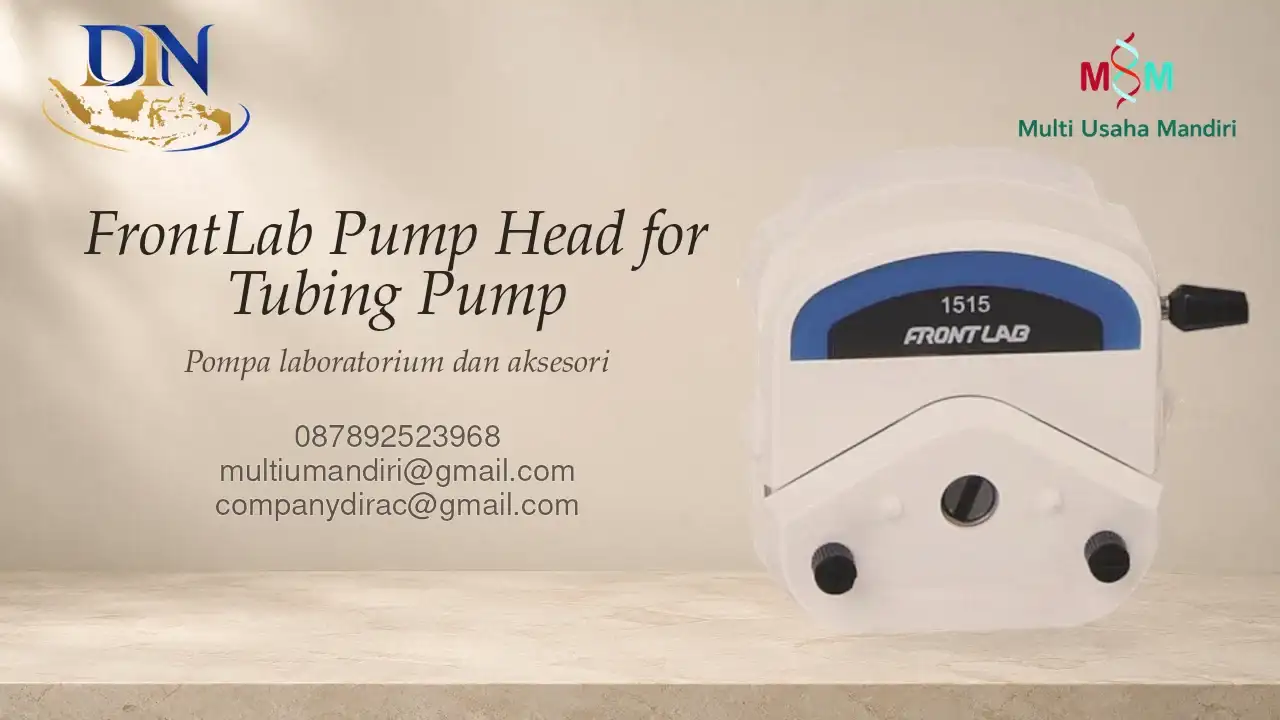 DN
MSM
Multi Usaha Mandiri
FrontLab Pump Head for
Tubing Pump
Pompa laboratorium dan aksesori
087892523968
multiumandiri@gmail.com
companydirac@gmail.com
1515
FRONTLAB